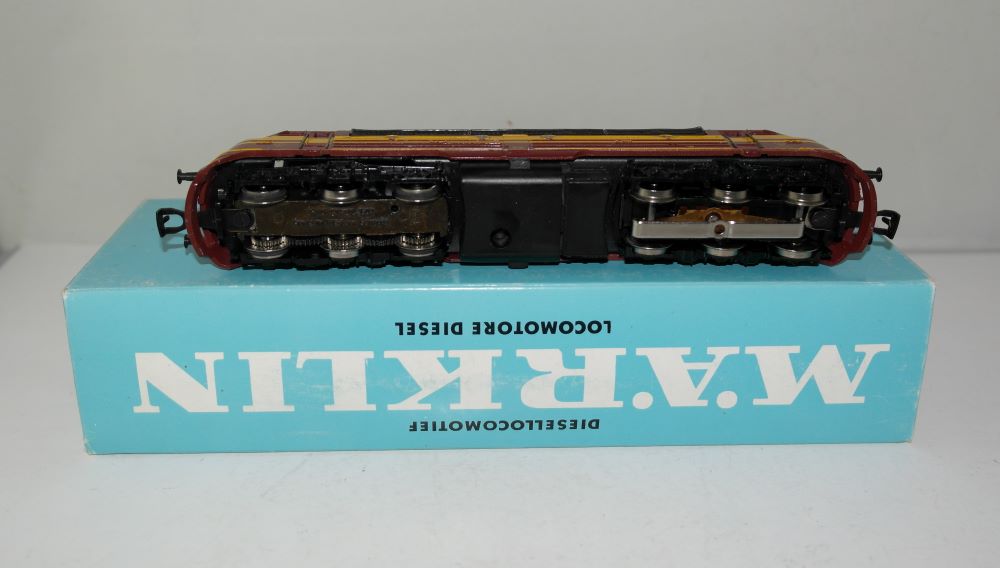 DIESELLOCOMOTIEF
MÄRKLIN
LOCOMOTORE DIESEL